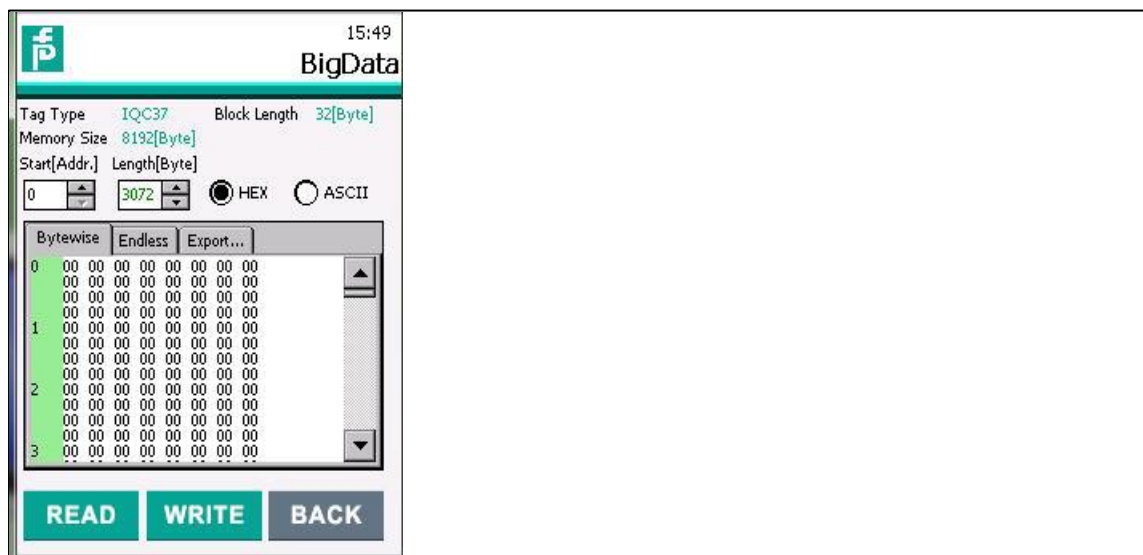 15:49
BigData
Tag Type IQC37 Block Length 32[Byte]
Memory Size 8192[Byte]
Start[Addr.] Length[Byte]
0 3072 HEX ASCII
Bytewise Endless Export...
0 00 00 00 00 00 00 00 00
00 00 00 00 00 00 00 00
00 00 00 00 00 00 00 00
00 00 00 00 00 00 00 00
1 00 00 00 00 00 00 00 00
00 00 00 00 00 00 00 00
00 00 00 00 00 00 00 00
00 00 00 00 00 00 00 00
2 00 00 00 00 00 00 00 00
00 00 00 00 00 00 00 00
00 00 00 00 00 00 00 00
00 00 00 00 00 00 00 00
3 00 00 00 00 00 00 00 00
READ WRITE BACK